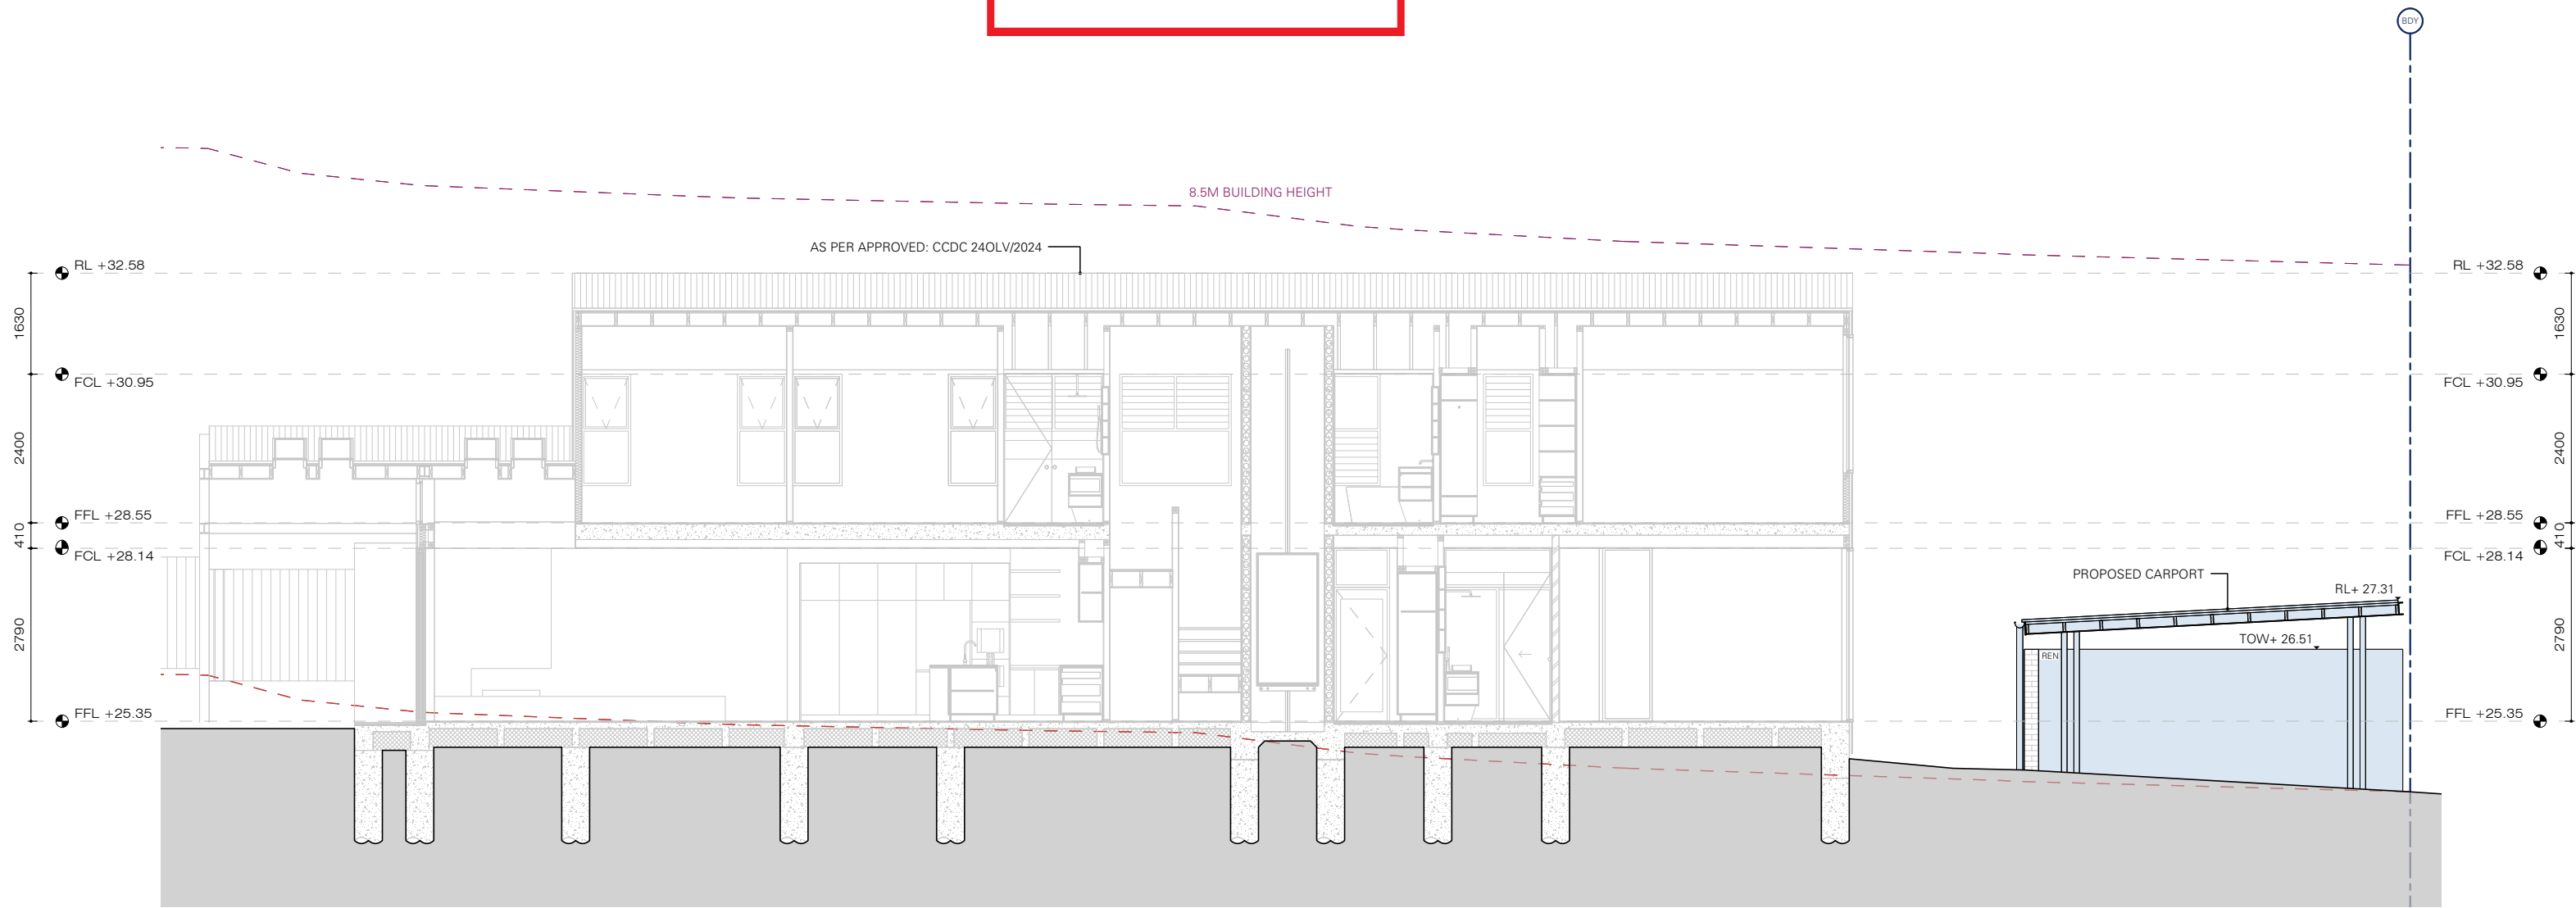 BDY
8.5M BUILDING HEIGHT
AS PER APPROVED: CCDC 24OLV/2024
RL +32.58
RL +32.58
1630
1630
FCL +30.95
FCL +30.95
2400
2400
FFL +28.55
FFL +28.55
410
410
FCL +28.14
FCL +28.14
PROPOSED CARPORT
RL+ 27.31
2790
2790
TOW+ 26.51
REN
FFL +25.35
FFL +25.35